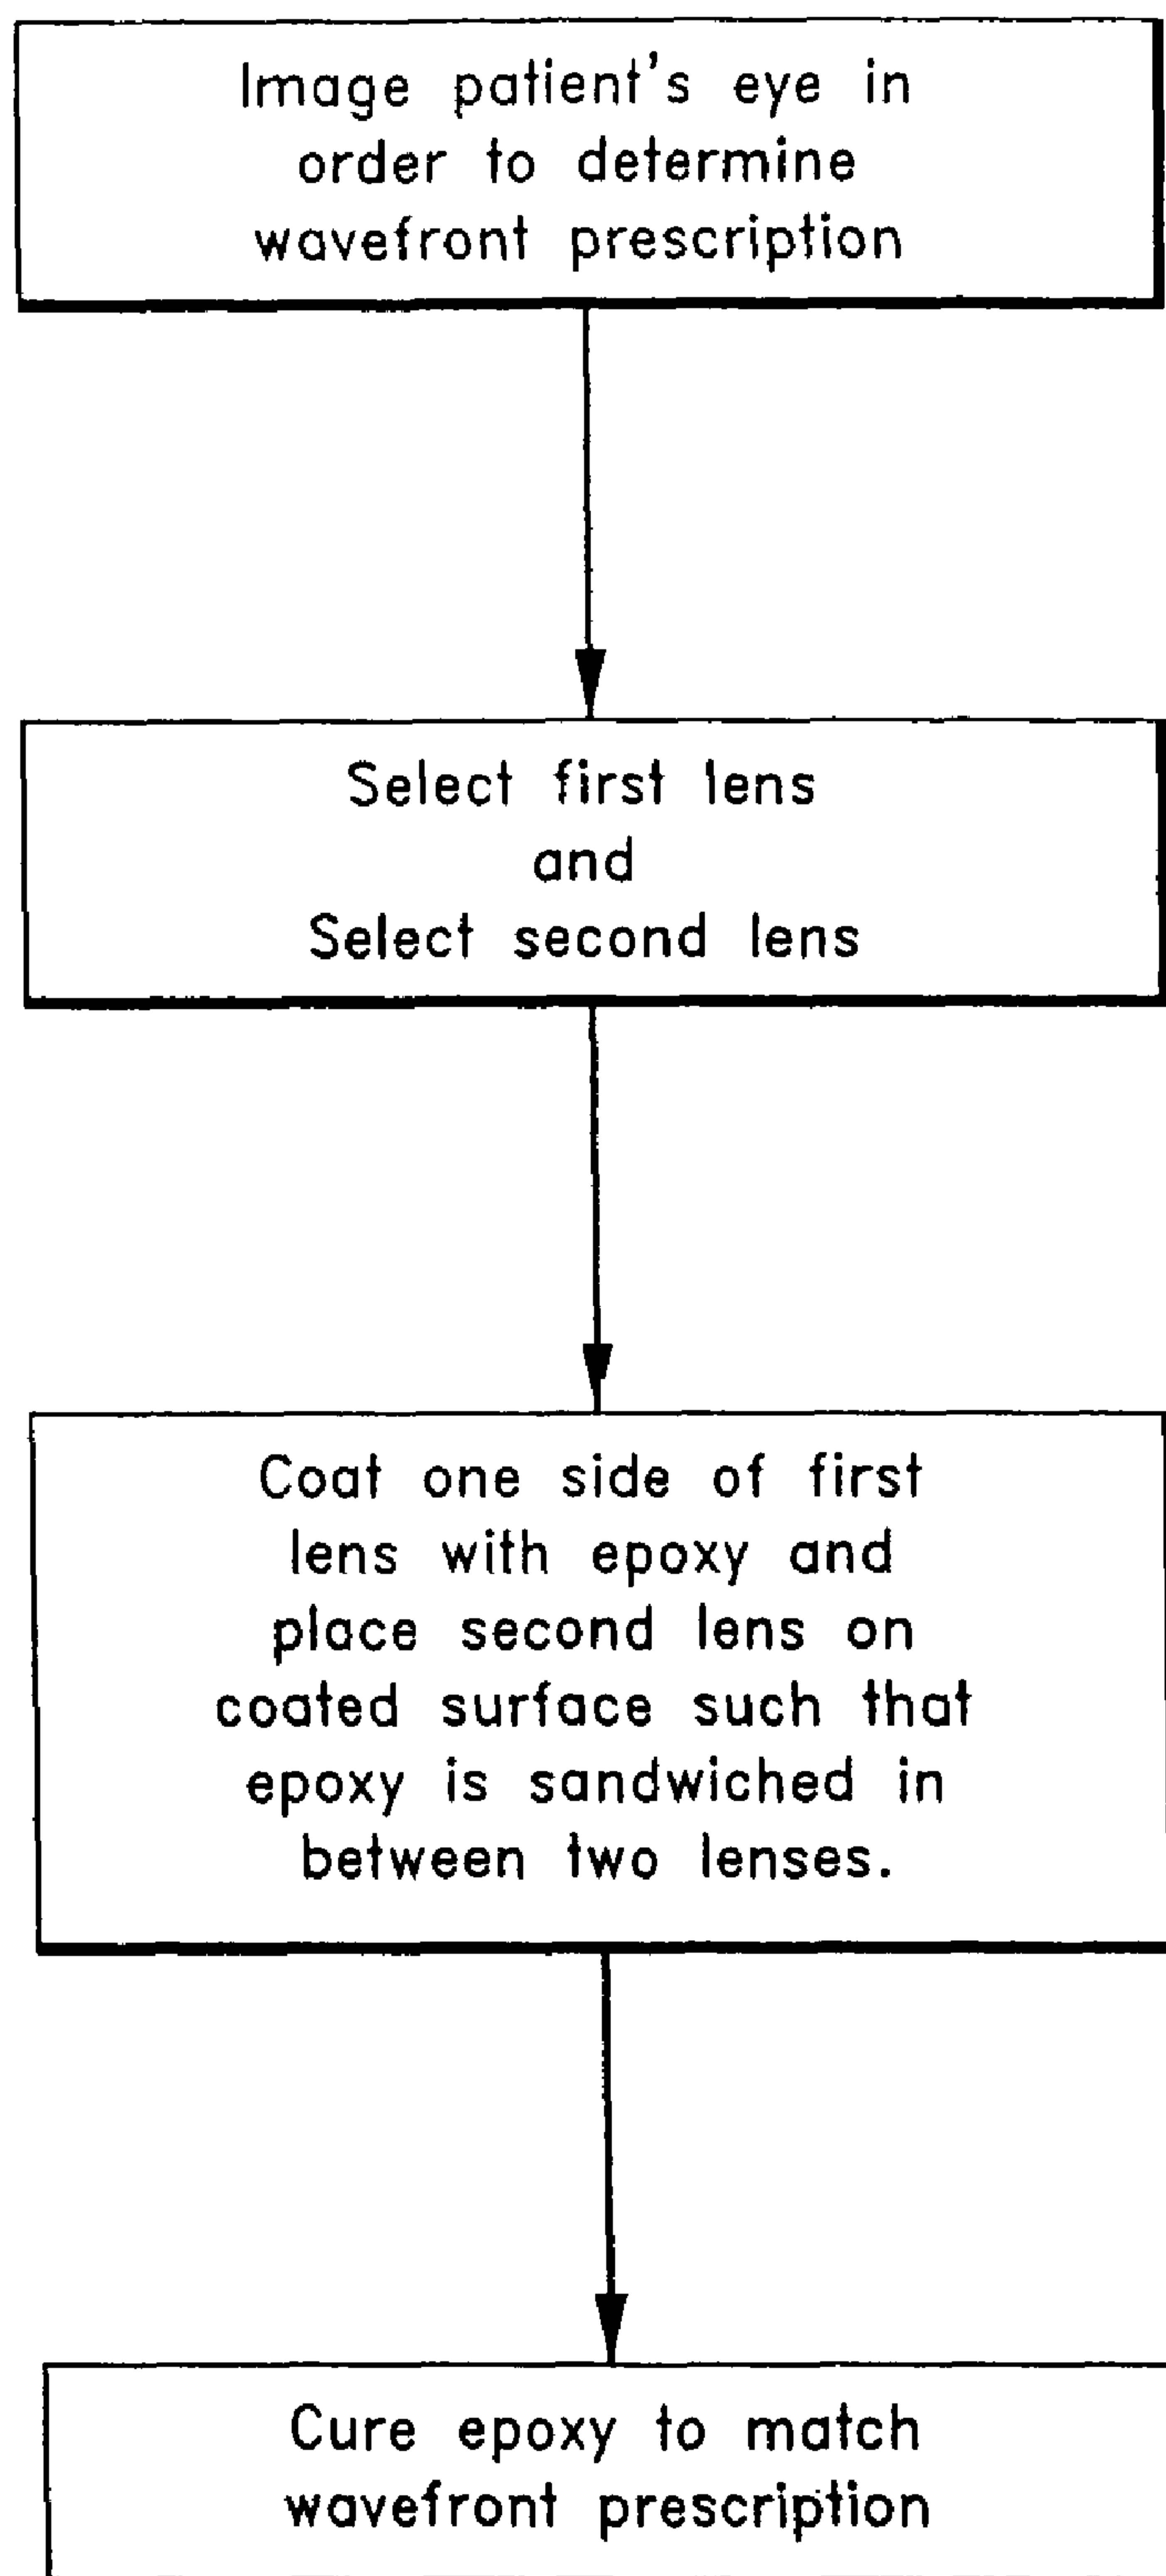 Image patient's eye in
order to determine
wavefront prescription
Select first lens
and
Select second lens
Coat one side of first
lens with epoxy and
place second lens on
coated surface such that
epoxy is sandwiched in
between two lenses.
Cure epoxy to match
wavefront prescription